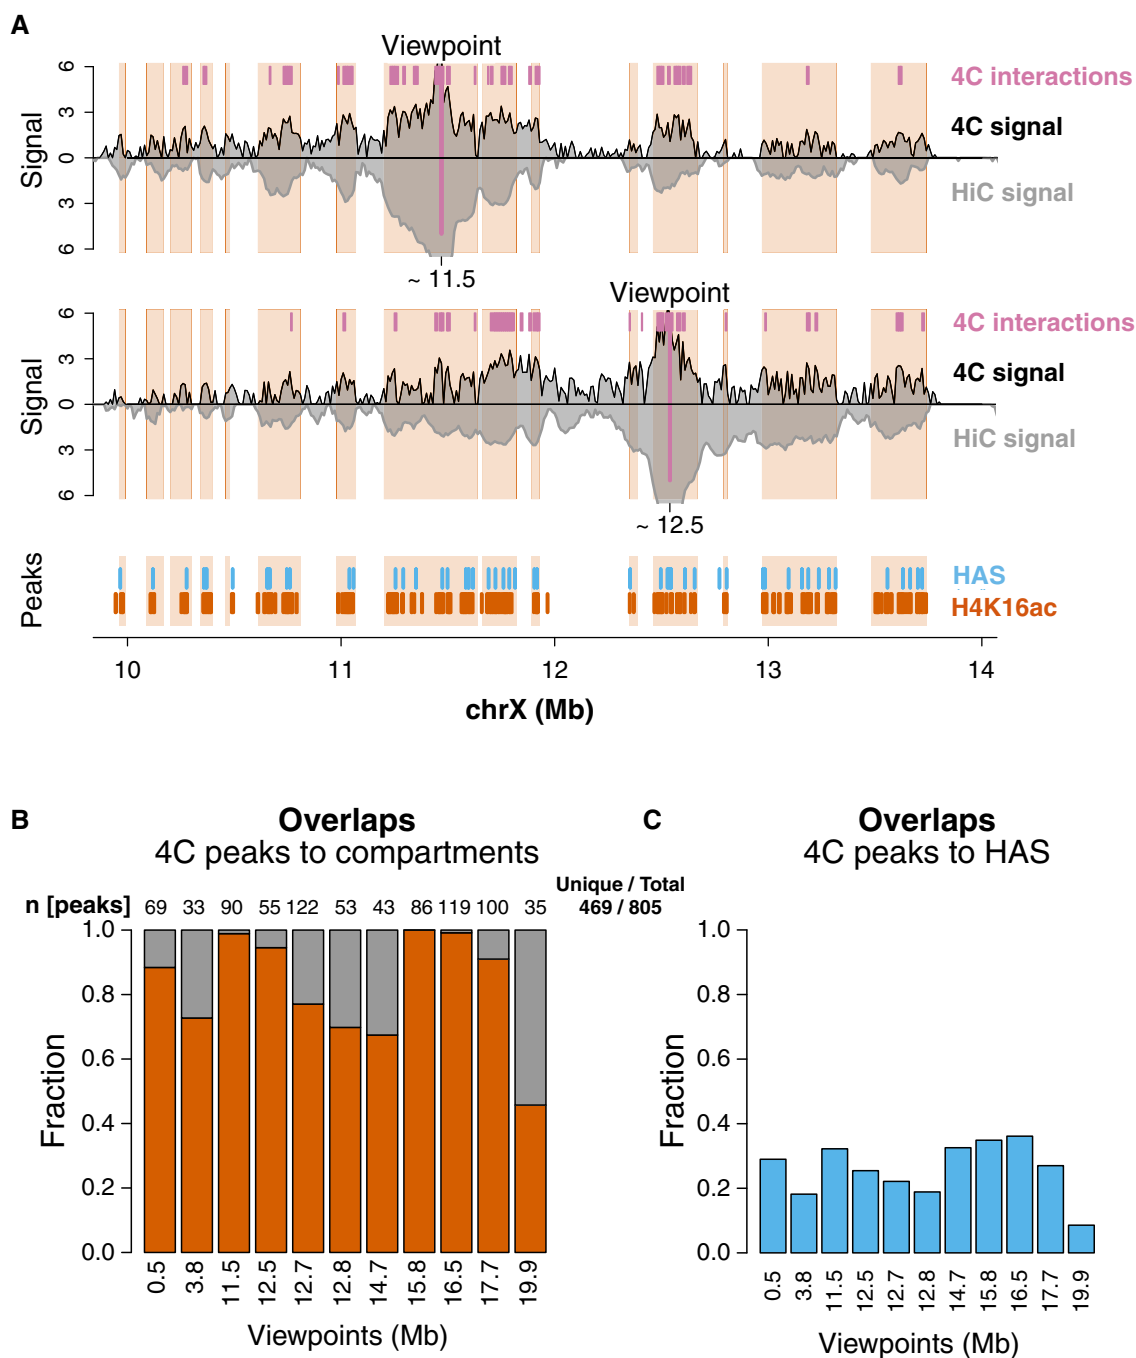 A
Viewpoint
6
3
0
3
6
Signal
4C interactions
4C signal
HiC signal
~ 11.5
Viewpoint
6
3
0
3
6
Signal
4C interactions
4C signal
HiC signal
~ 12.5
Peaks
HAS
H4K16ac
10 11 12 13 14
chrX (Mb)
B
Overlaps
4C peaks to compartments
n [peaks] 69 33 90 55 122 53 43 86 119 100 35
Unique / Total
469 / 805
1.0
0.8
0.6
0.4
0.2
0.0
Fraction
0.5 3.8 11.5 12.5 12.7 12.8 14.7 15.8 16.5 17.7 19.9
Viewpoints (Mb)
C
Overlaps
4C peaks to HAS
1.0
0.8
0.6
0.4
0.2
0.0
Fraction
0.5 3.8 11.5 12.5 12.7 12.8 14.7 15.8 16.5 17.7 19.9
Viewpoints (Mb)